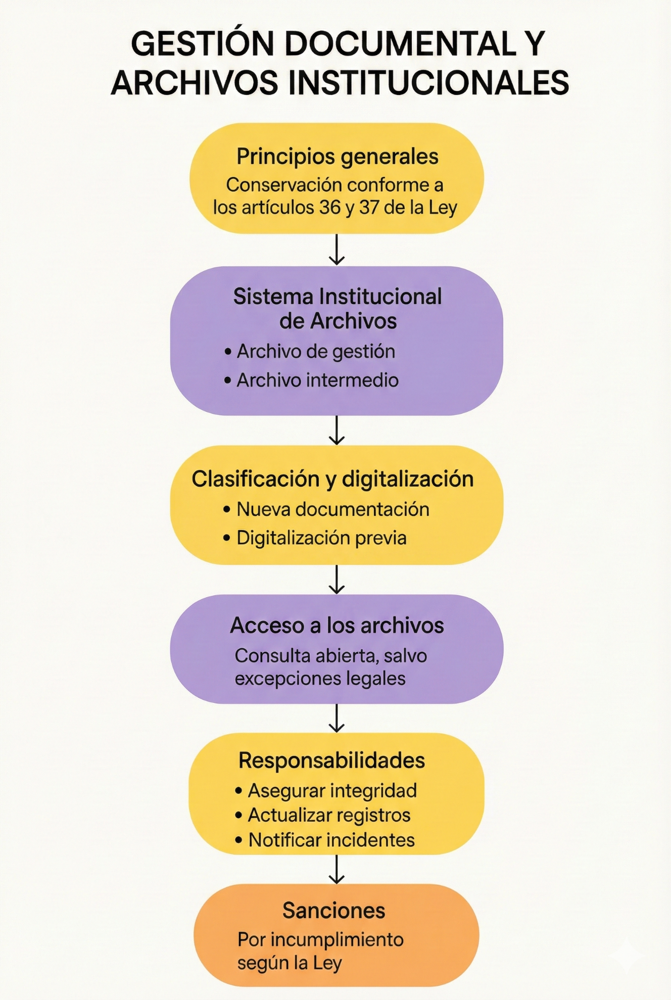 GESTIÓN DOCUMENTAL Y
ARCHIVOS INSTITUCIONALES
Principios generales
Conservación conforme a
los artículos 36 y 37 de la Ley
Sistema Institucional
de Archivos
• Archivo de gestión
• Archivo intermedio
Clasificación y digitalización
• Nueva documentación
• Digitalización previa
Acceso a los archivos
Consulta abierta, salvo
excepciones legales
Responsabilidades
• Asegurar integridad
• Actualizar registros
• Notificar incidentes
Sanciones
Por incumplimiento
según la Ley